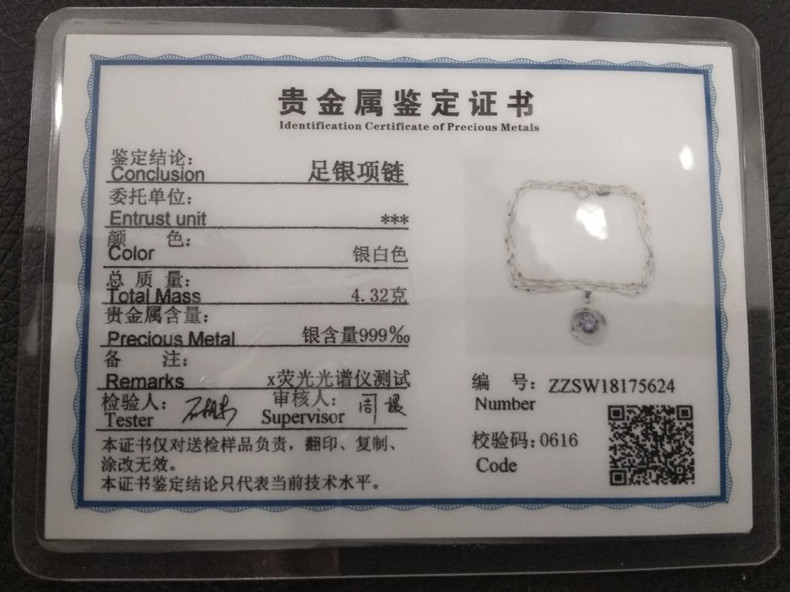 贵金属鉴定证书
Identification Certificate of Precious Metals
鉴定结论： 足银项链
Conclusion
委托单位：
Entrust unit ***
颜 色： 银白色
Color
总 质 量： 4.32克
Total Mass
贵金属含量： 银含量999‰
Precious Metal
备 注： x荧光光谱仪测试
Remarks
检验人： 审核人：
Tester Supervisor
本证书仅对送检样品负责，翻印、复制、
涂改无效。
本证书鉴定结论只代表当前技术水平。
编 号： ZZSW18175624
Number
校验码：0616
Code